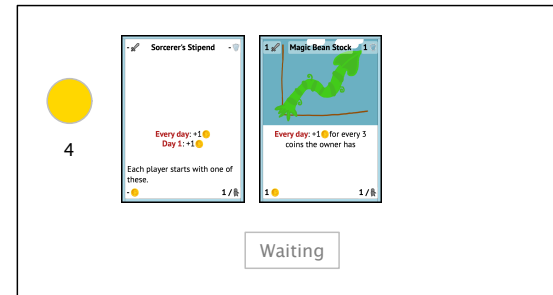 - Sorcerer's Stipend -
1 Magic Bean Stock 1
4
Every day: +1
Day 1: +1
Each player starts with one of
these.
- 1 /
Every day: +1 for every 3
coins the owner has
1 1 /
Waiting